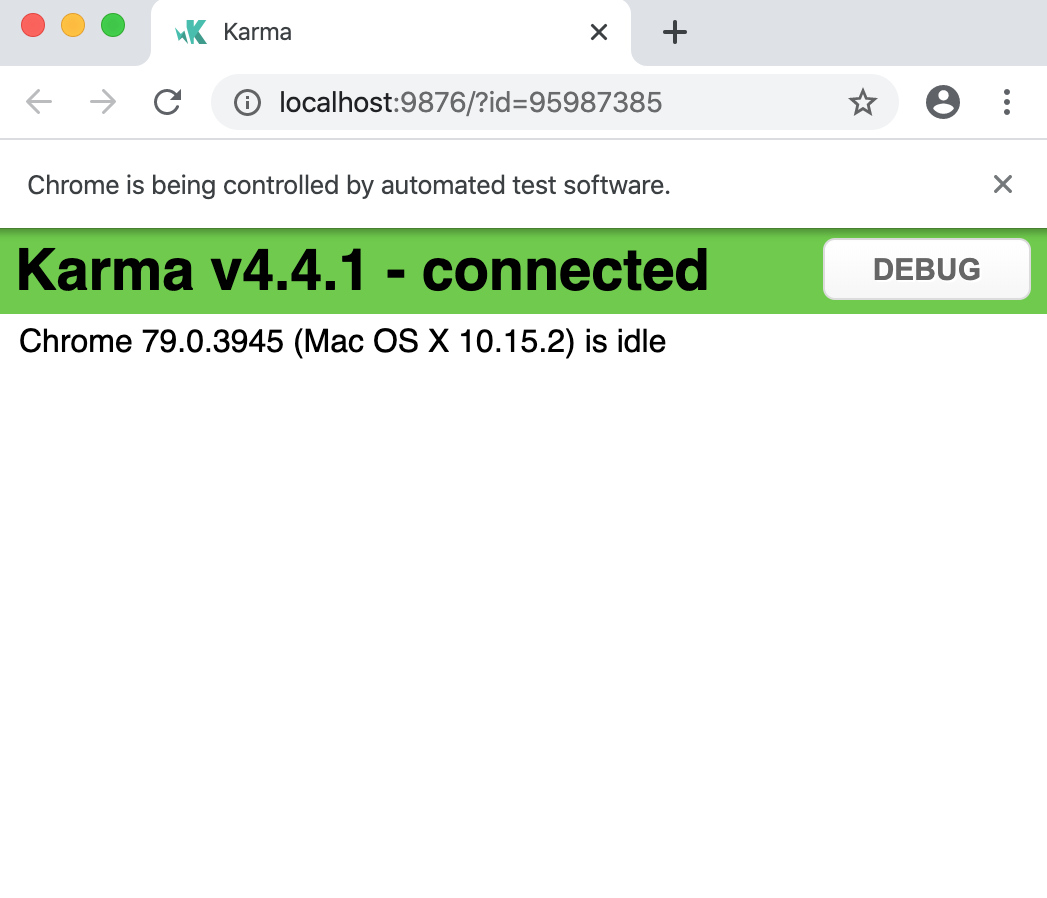 Karma
localhost:9876/?id=95987385
Chrome is being controlled by automated test software.
Karma v4.4.1 - connected
DEBUG
Chrome 79.0.3945 (Mac OS X 10.15.2) is idle